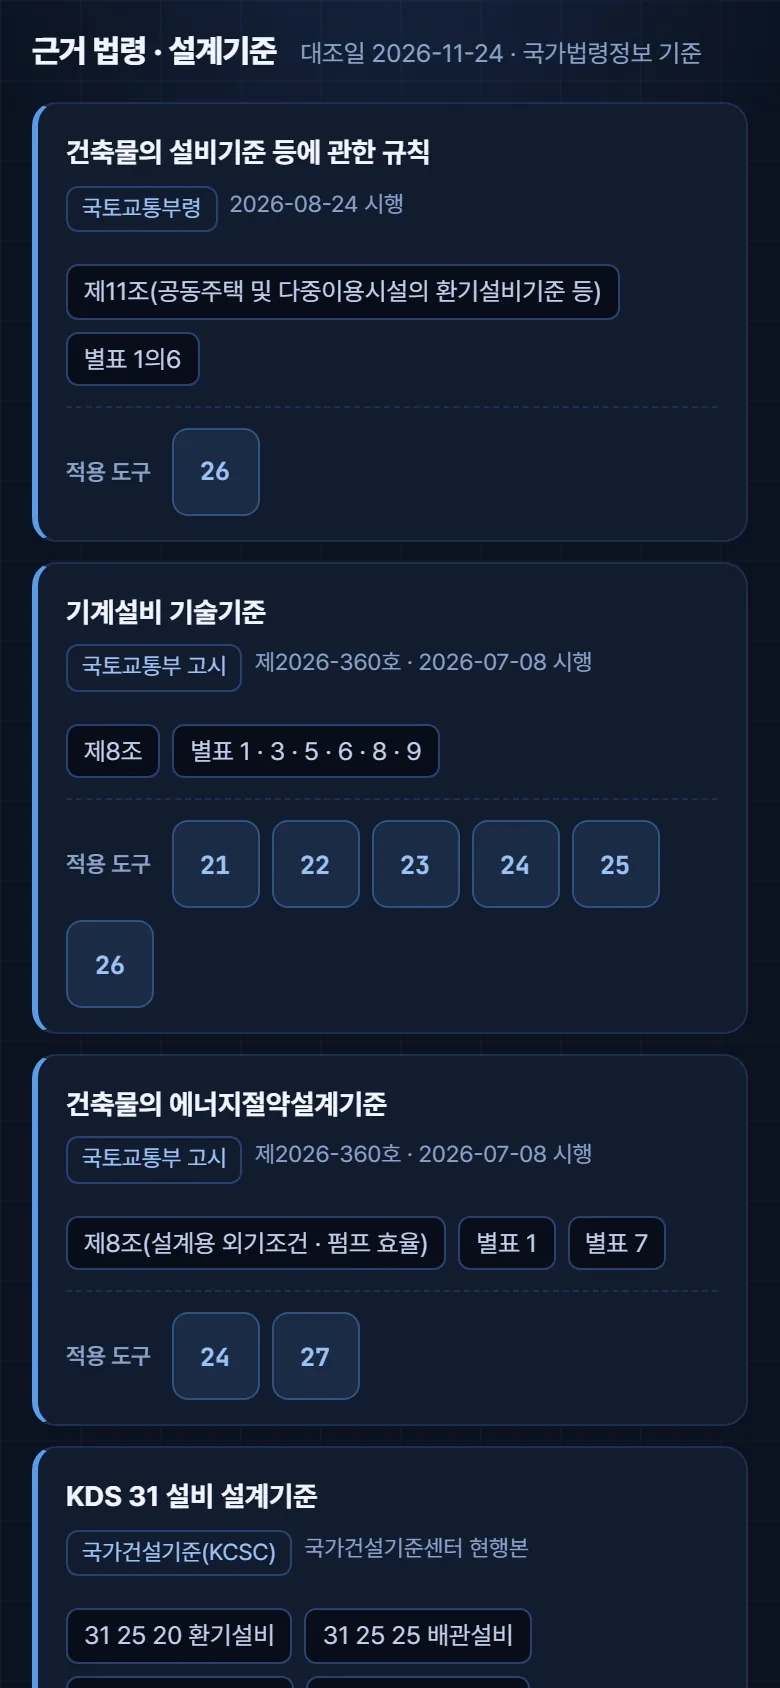 근거 법령 · 설계기준 대조일 2026-11-24 · 국가법령정보 기준
건축물의 설비기준 등에 관한 규칙
국토교통부령 2026-08-24 시행
제11조(공동주택 및 다중이용시설의 환기설비기준 등)
별표 1의6
적용 도구 26
기계설비 기술기준
국토교통부 고시 제2026-360호 · 2026-07-08 시행
제8조 별표 1 · 3 · 5 · 6 · 8 · 9
적용 도구 21 22 23 24 25
26
건축물의 에너지절약설계기준
국토교통부 고시 제2026-360호 · 2026-07-08 시행
제8조(설계용 외기조건 · 펌프 효율) 별표 1 별표 7
적용 도구 24 27
KDS 31 설비 설계기준
국가건설기준(KCSC) 국가건설기준센터 현행본
31 25 20 환기설비 31 25 25 배관설비